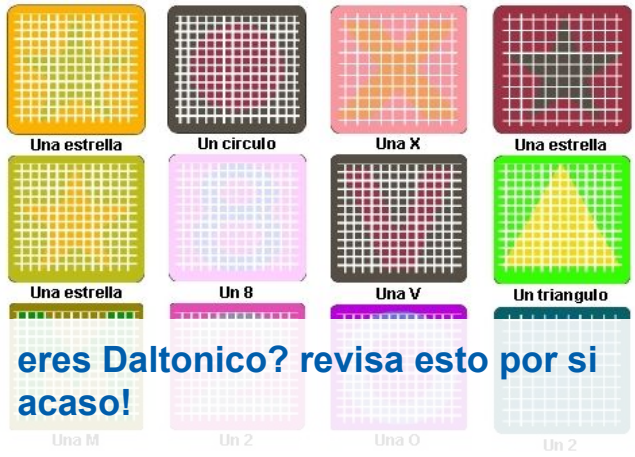 Una estrella
Un circulo
Una X
Una estrella
Una estrella
Un 8
Una V
Un triangulo
eres Daltonico? revisa esto por si
acaso!
Una M
Un 2
Una O
Un 2